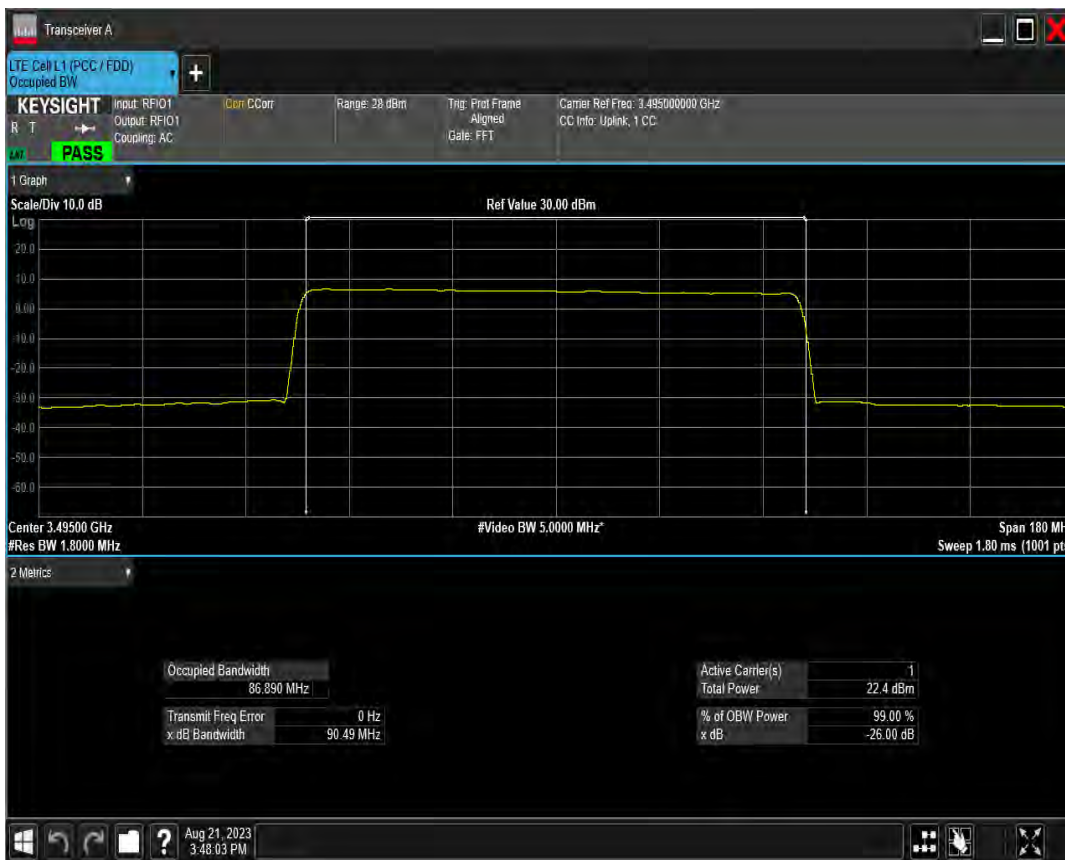 Transceiver A
LTE Cell L1 (PCC / FDD)
Occupied BW
+
KEYSIGHT
R T
PASS
Input: RFIO1
Output: RFIO1
Coupling: AC
Corr CCorr
Range: 28 dBm
Trig: Prot Frame
Aligned
Gate: FFT
Carrier Ref Freq: 3.495000000 GHz
CC Info: Uplink, 1 CC
1 Graph
Scale/Div 10.0 dB
Ref Value 30.00 dBm
Log
20.0
10.0
0.00
-10.0
-20.0
-30.0
-40.0
-50.0
-60.0
Center 3.49500 GHz
#Video BW 5.0000 MHz*
Span 180 MH
#Res BW 1.8000 MHz
Sweep 1.80 ms (1001 pts
2 Metrics
Occupied Bandwidth
86.890 MHz
Transmit Freq Error 0 Hz
x dB Bandwidth 90.49 MHz
Active Carrier(s) 1
Total Power 22.4 dBm
% of OBW Power 99.00 %
x dB -26.00 dB
?
Aug 21, 2023
3:48:03 PM